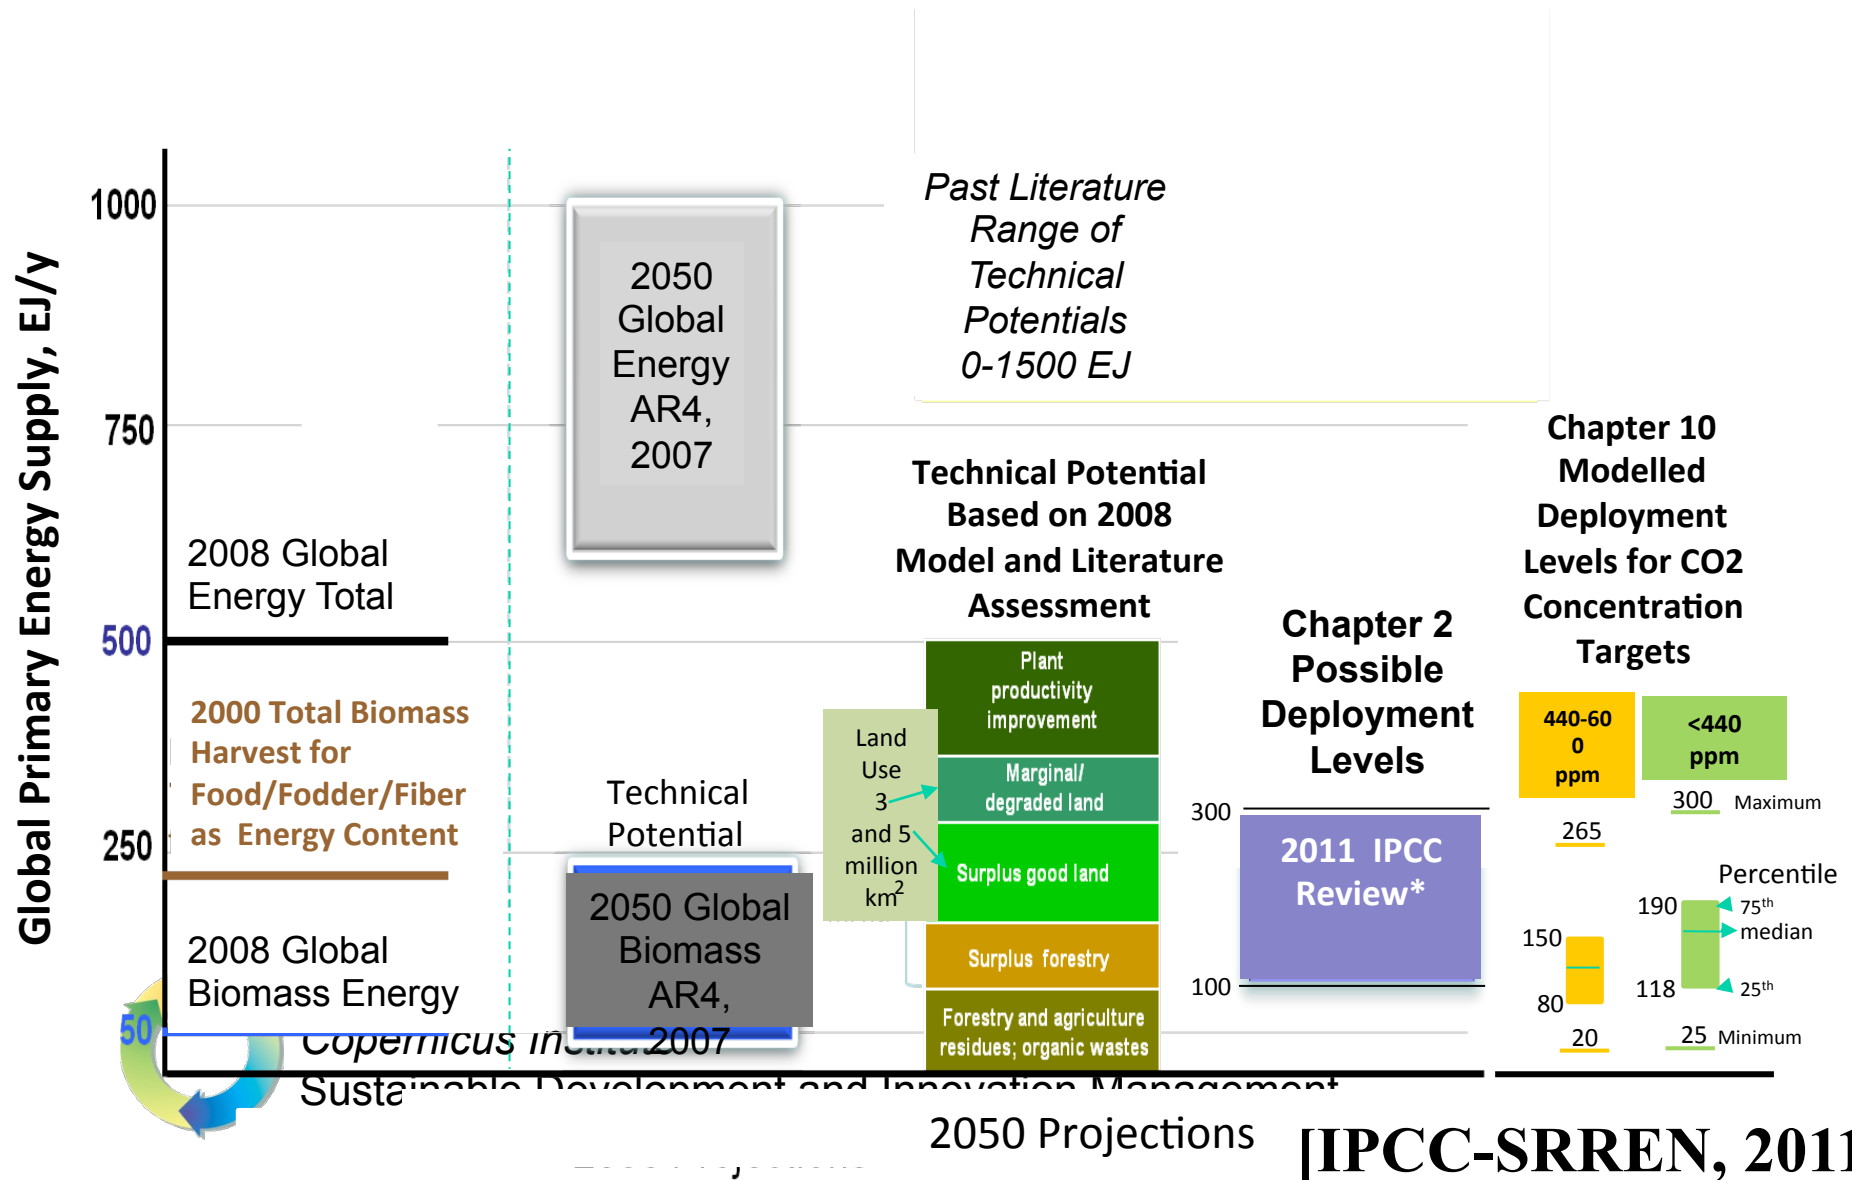 Global Primary Energy Supply, EJ/y
1000
750
500
250
50
2008 Global
Energy Total
2000 Total Biomass
Harvest for
Food/Fodder/Fiber
as Energy Content
2008 Global
Biomass Energy
2050
Global
Energy
AR4,
2007
Technical
Potential
2050 Global
Biomass
AR4,
2007
Past Literature
Range of
Technical
Potentials
0-1500 EJ
Technical Potential
Based on 2008
Model and Literature
Assessment
Land
Use
3
and 5
million
km2
Plant
productivity
improvement
Marginal/
degraded land
Surplus good land
Surplus forestry
Forestry and agriculture
residues; organic wastes
Chapter 2
Possible
Deployment
Levels
300
2011 IPCC
Review*
100
Chapter 10
Modelled
Deployment
Levels for CO2
Concentration
Targets
440-60
0
ppm
<440
ppm
300 Maximum
265
Percentile
190 75th
median
150
118 25th
80
20
25 Minimum
Copernicus
Sustainable Development and Innovation Management
2050 Projections
[IPCC-SRREN, 2011